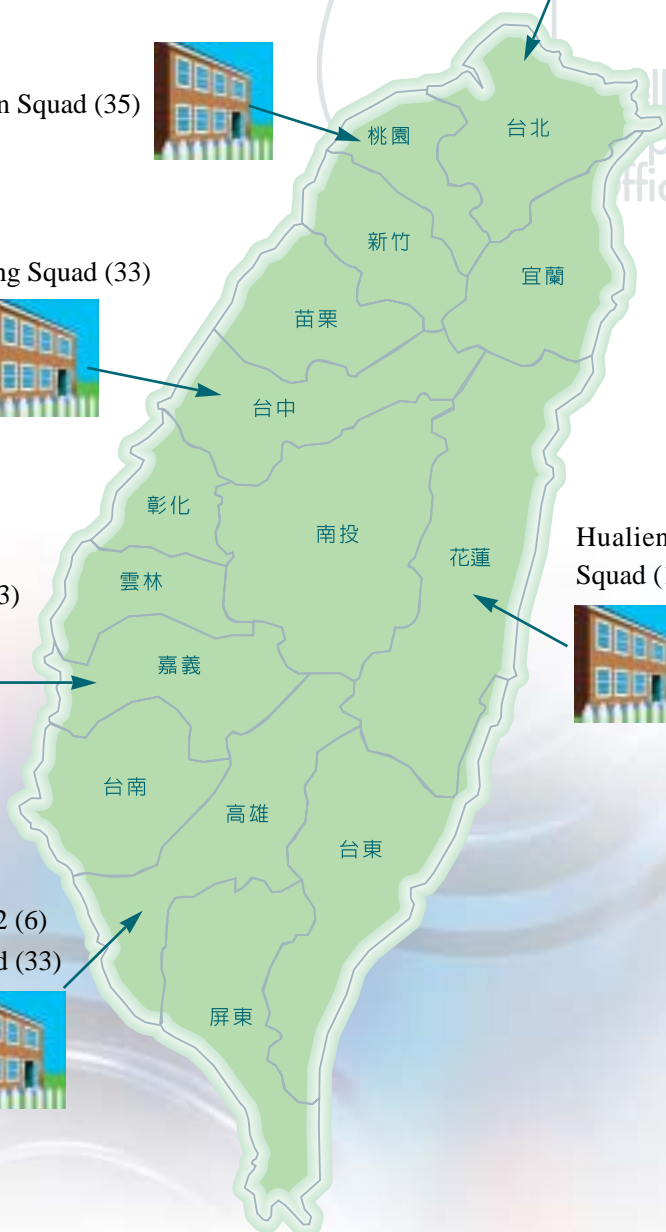 n Squad (35)
ng Squad (33)
3)
2 (6)
d (33)
Hualien
Squad (
桃園
台北
新竹
宜蘭
苗栗
台中
彰化
南投
花蓮
雲林
嘉義
台南
高雄
台東
屏東